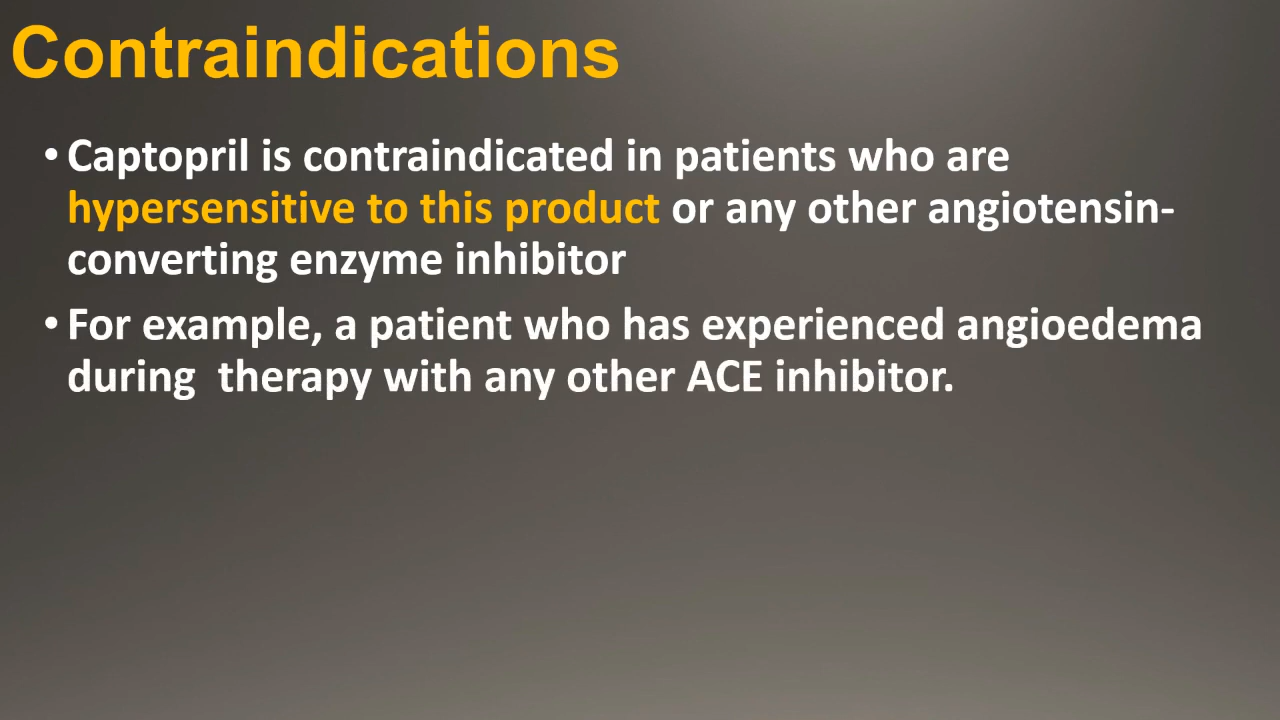 Contraindications
• Captopril is contraindicated in patients who are
hypersensitive to this product or any other angiotensin-
converting enzyme inhibitor
• For example, a patient who has experienced angioedema
during  therapy with any other ACE inhibitor.